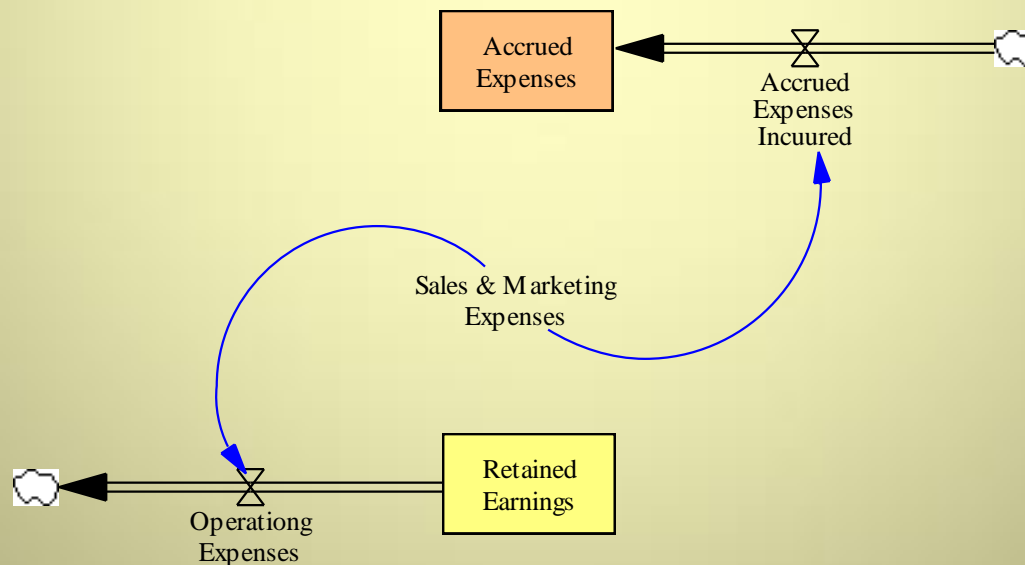 Accrued
Expenses
Accrued
Expenses
Incuured
Sales & Marketing
Expenses
Retained
Earnings
Operationg
Expenses